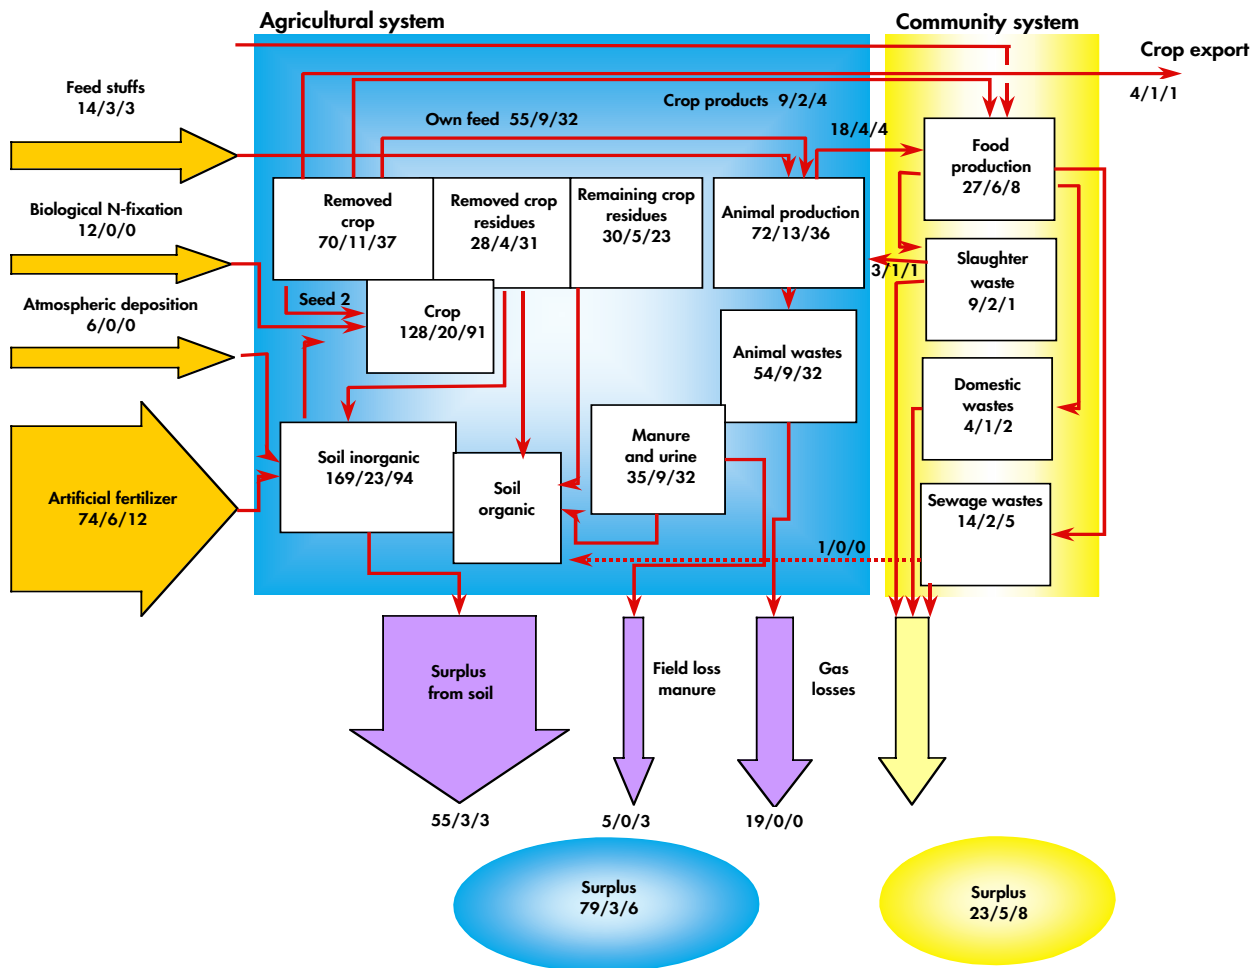 Agricultural system
Community system
Crop export
4/1/1
Feed stuffs
14/3/3
Crop products 9/2/4
Own feed 55/9/32
18/4/4
Food
production
27/6/8
Biological N-fixation
12/0/0
Removed
crop
70/11/37
Removed crop
residues
28/4/31
Remaining crop
residues
30/5/23
Animal production
72/13/36
3/1/1
Slaughter
waste
9/2/1
Atmospheric deposition
6/0/0
Seed 2
Crop
128/20/91
Animal wastes
54/9/32
Domestic
wastes
4/1/2
Artificial fertilizer
74/6/12
Soil inorganic
169/23/94
Soil
organic
Manure
and urine
35/9/32
Sewage wastes
14/2/5
1/0/0
Surplus
from soil
Field loss
manure
Gas
losses
55/3/3
5/0/3
19/0/0
Surplus
79/3/6
Surplus
23/5/8